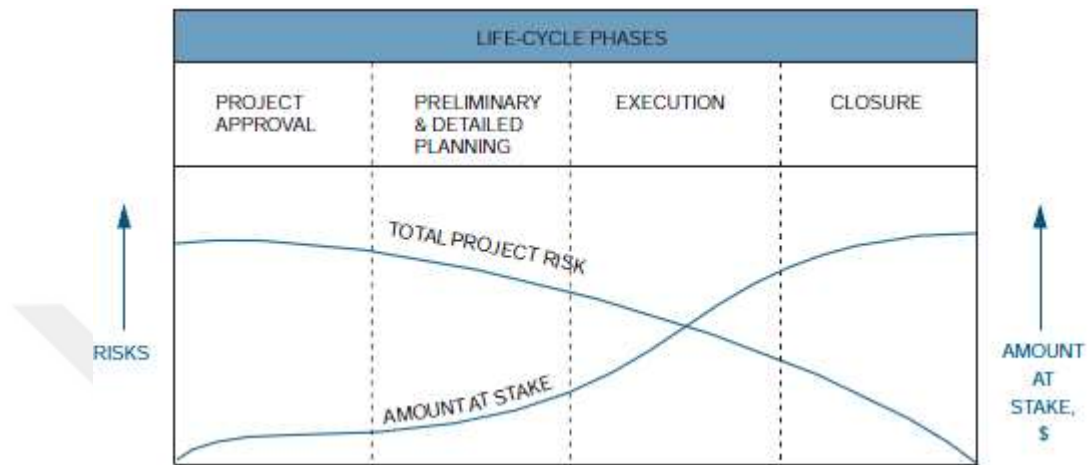 LIFE-CYCLE PHASES
PROJECT
APPROVAL
PRELIMINARY
& DETAILED
PLANNING
EXECUTION
CLOSURE
TOTAL PROJECT RISK
AMOUNT AT STAKE
RISKS
AMOUNT
AT
STAKE,
$